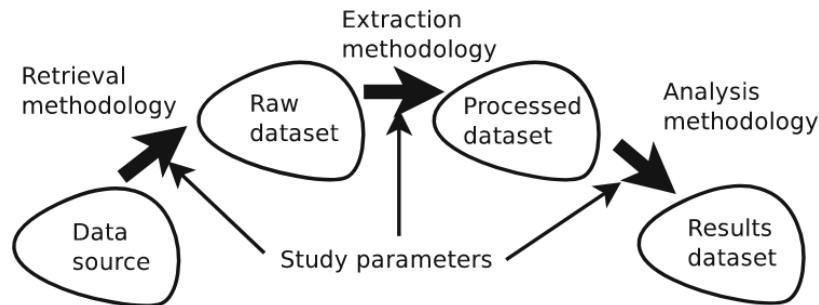 Extraction
methodology
Retrieval
methodology
Raw
dataset
Processed
dataset
Analysis
methodology
Data
source
Study parameters
Results
dataset